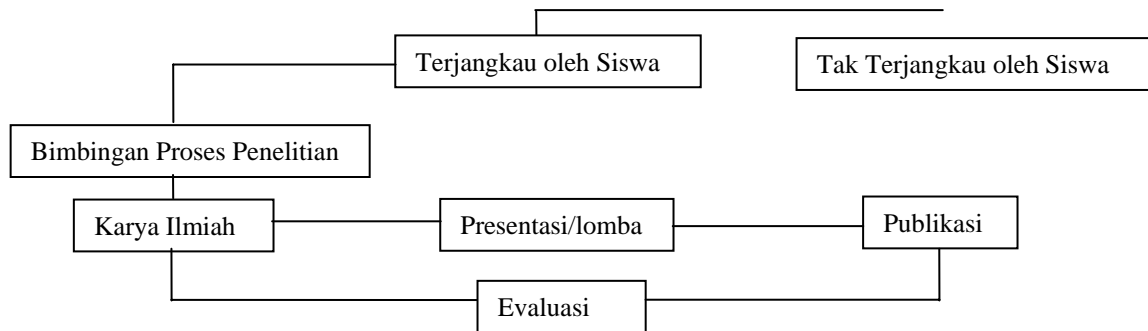 Terjangkau oleh Siswa
Tak Terjangkau oleh Siswa
Bimbingan Proses Penelitian
Karya Ilmiah
Presentasi/lomba
Publikasi
Evaluasi